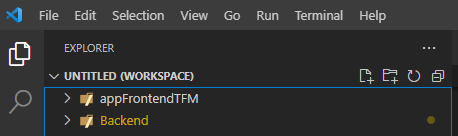 File Edit Selection View Go Run Terminal Help
EXPLORER ...
UNTITLED (WORKSPACE)
appFrontendTFM
Backend